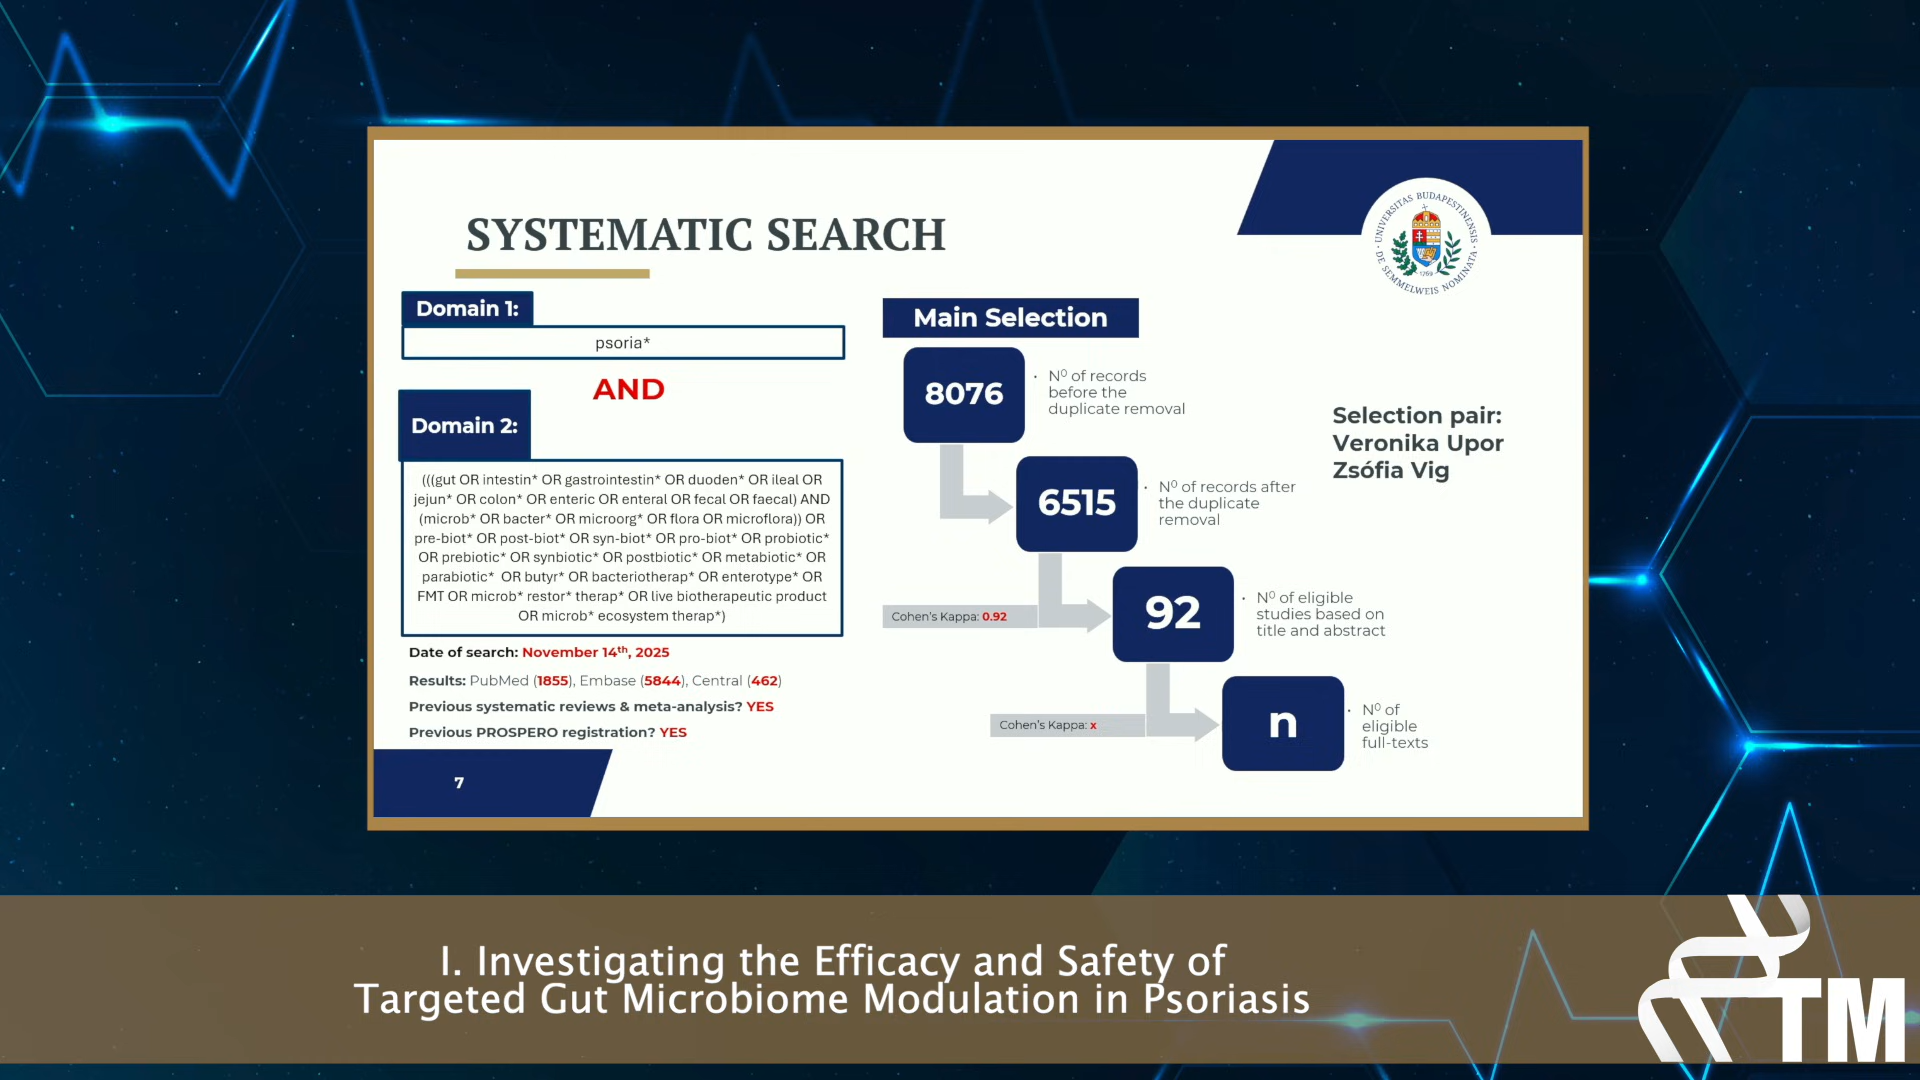 SYSTEMATIC SEARCH
UNIVERSITAS BUDAPESTINENSIS
DE SEMMELWEIS NOMINATA
1769
Domain 1:
psoria*
AND
Domain 2:
(((gut OR intestin* OR gastrointestin* OR duoden* OR ileal OR
jejun* OR colon* OR enteric OR enteral OR fecal OR faecal) AND
(microb* OR bacter* OR microorg* OR flora OR microflora)) OR
pre-biot* OR post-biot* OR syn-biot* OR pro-biot* OR probiotic*
OR prebiotic* OR synbiotic* OR postbiotic* OR metabiotic* OR
parabiotic* OR butyr* OR bacteriotherap* OR enterotype* OR
FMT OR microb* restor* therap* OR live biotherapeutic product
OR microb* ecosystem therap*)
Date of search: November 14th, 2025
Results: PubMed (1855), Embase (5844), Central (462)
Previous systematic reviews & meta-analysis? YES
Previous PROSPERO registration? YES
7
Main Selection
8076
· N⁰ of records
before the
duplicate removal
6515
· N⁰ of records after
the duplicate
removal
Cohen's Kappa: 0.92
92
· N⁰ of eligible
studies based on
title and abstract
Cohen's Kappa: x
n
· N⁰ of
eligible
full-texts
Selection pair:
Veronika Upor
Zsófia Vig
I. Investigating the Efficacy and Safety of
Targeted Gut Microbiome Modulation in Psoriasis
TM